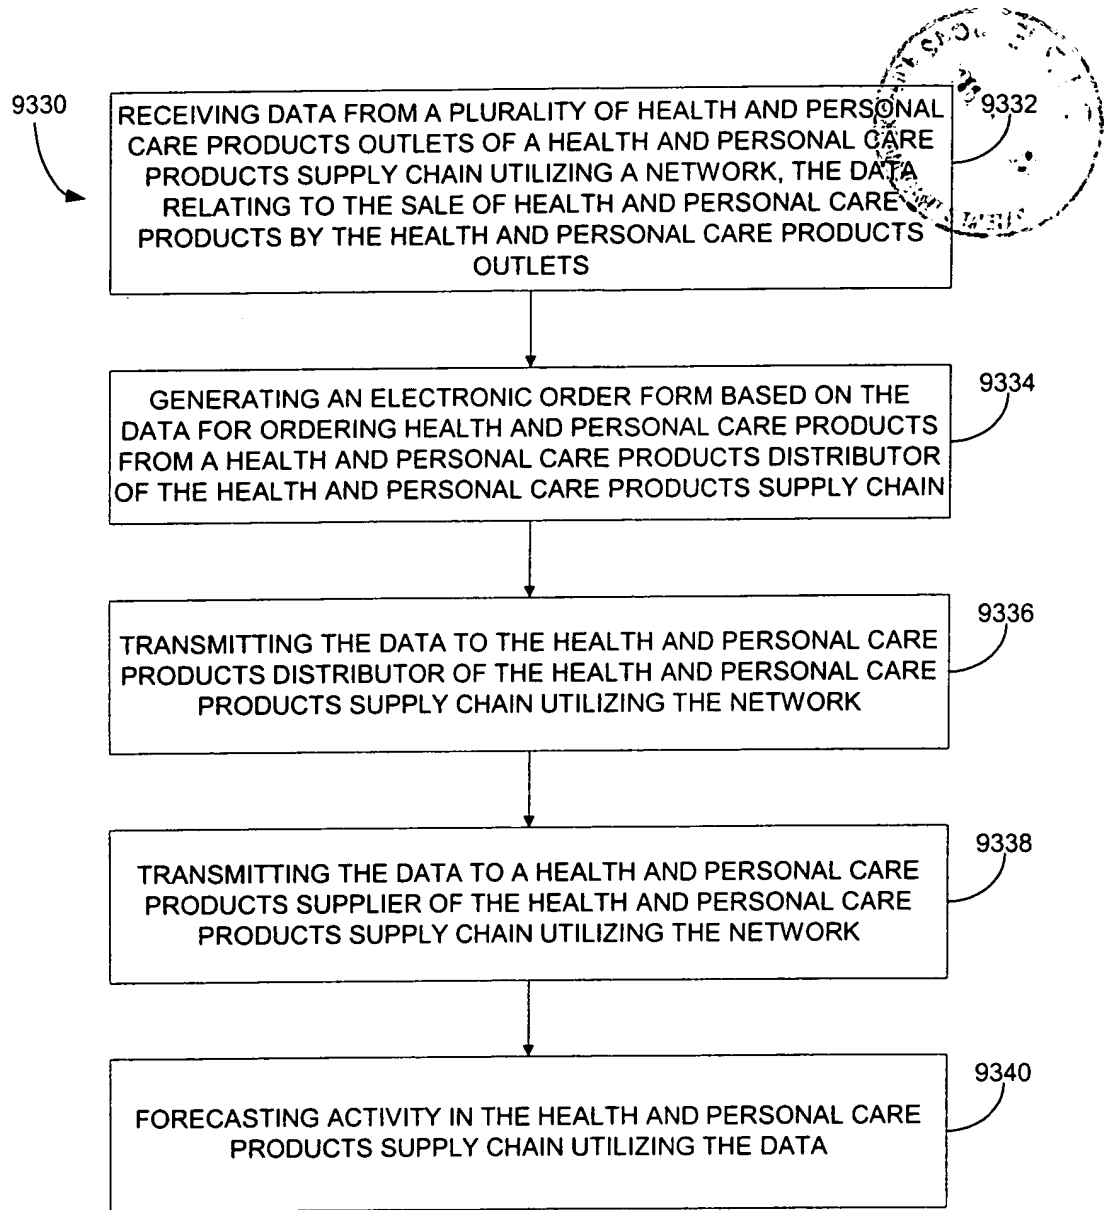 9330
9332
RECEIVING DATA FROM A PLURALITY OF HEALTH AND PERSONAL
CARE PRODUCTS OUTLETS OF A HEALTH AND PERSONAL CARE
PRODUCTS SUPPLY CHAIN UTILIZING A NETWORK, THE DATA
RELATING TO THE SALE OF HEALTH AND PERSONAL CARE
PRODUCTS BY THE HEALTH AND PERSONAL CARE PRODUCTS
OUTLETS
9334
GENERATING AN ELECTRONIC ORDER FORM BASED ON THE
DATA FOR ORDERING HEALTH AND PERSONAL CARE PRODUCTS
FROM A HEALTH AND PERSONAL CARE PRODUCTS DISTRIBUTOR
OF THE HEALTH AND PERSONAL CARE PRODUCTS SUPPLY CHAIN
9336
TRANSMITTING THE DATA TO THE HEALTH AND PERSONAL CARE
PRODUCTS DISTRIBUTOR OF THE HEALTH AND PERSONAL CARE
PRODUCTS SUPPLY CHAIN UTILIZING THE NETWORK
9338
TRANSMITTING THE DATA TO A HEALTH AND PERSONAL CARE
PRODUCTS SUPPLIER OF THE HEALTH AND PERSONAL CARE
PRODUCTS SUPPLY CHAIN UTILIZING THE NETWORK
9340
FORECASTING ACTIVITY IN THE HEALTH AND PERSONAL CARE
PRODUCTS SUPPLY CHAIN UTILIZING THE DATA